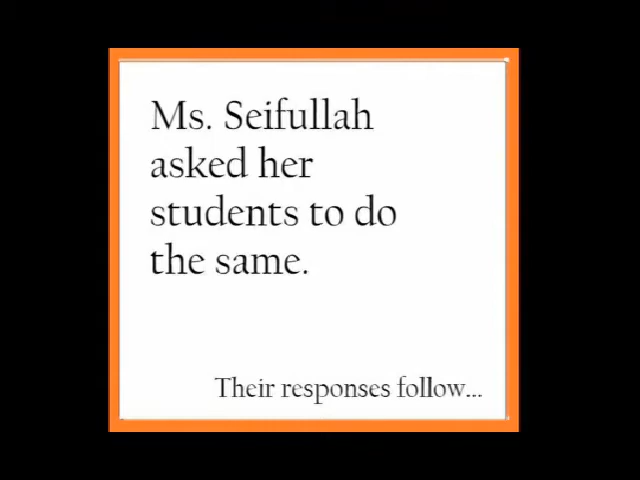 Ms. Seifullah
asked her
students to do
the same.
Their responses follow...